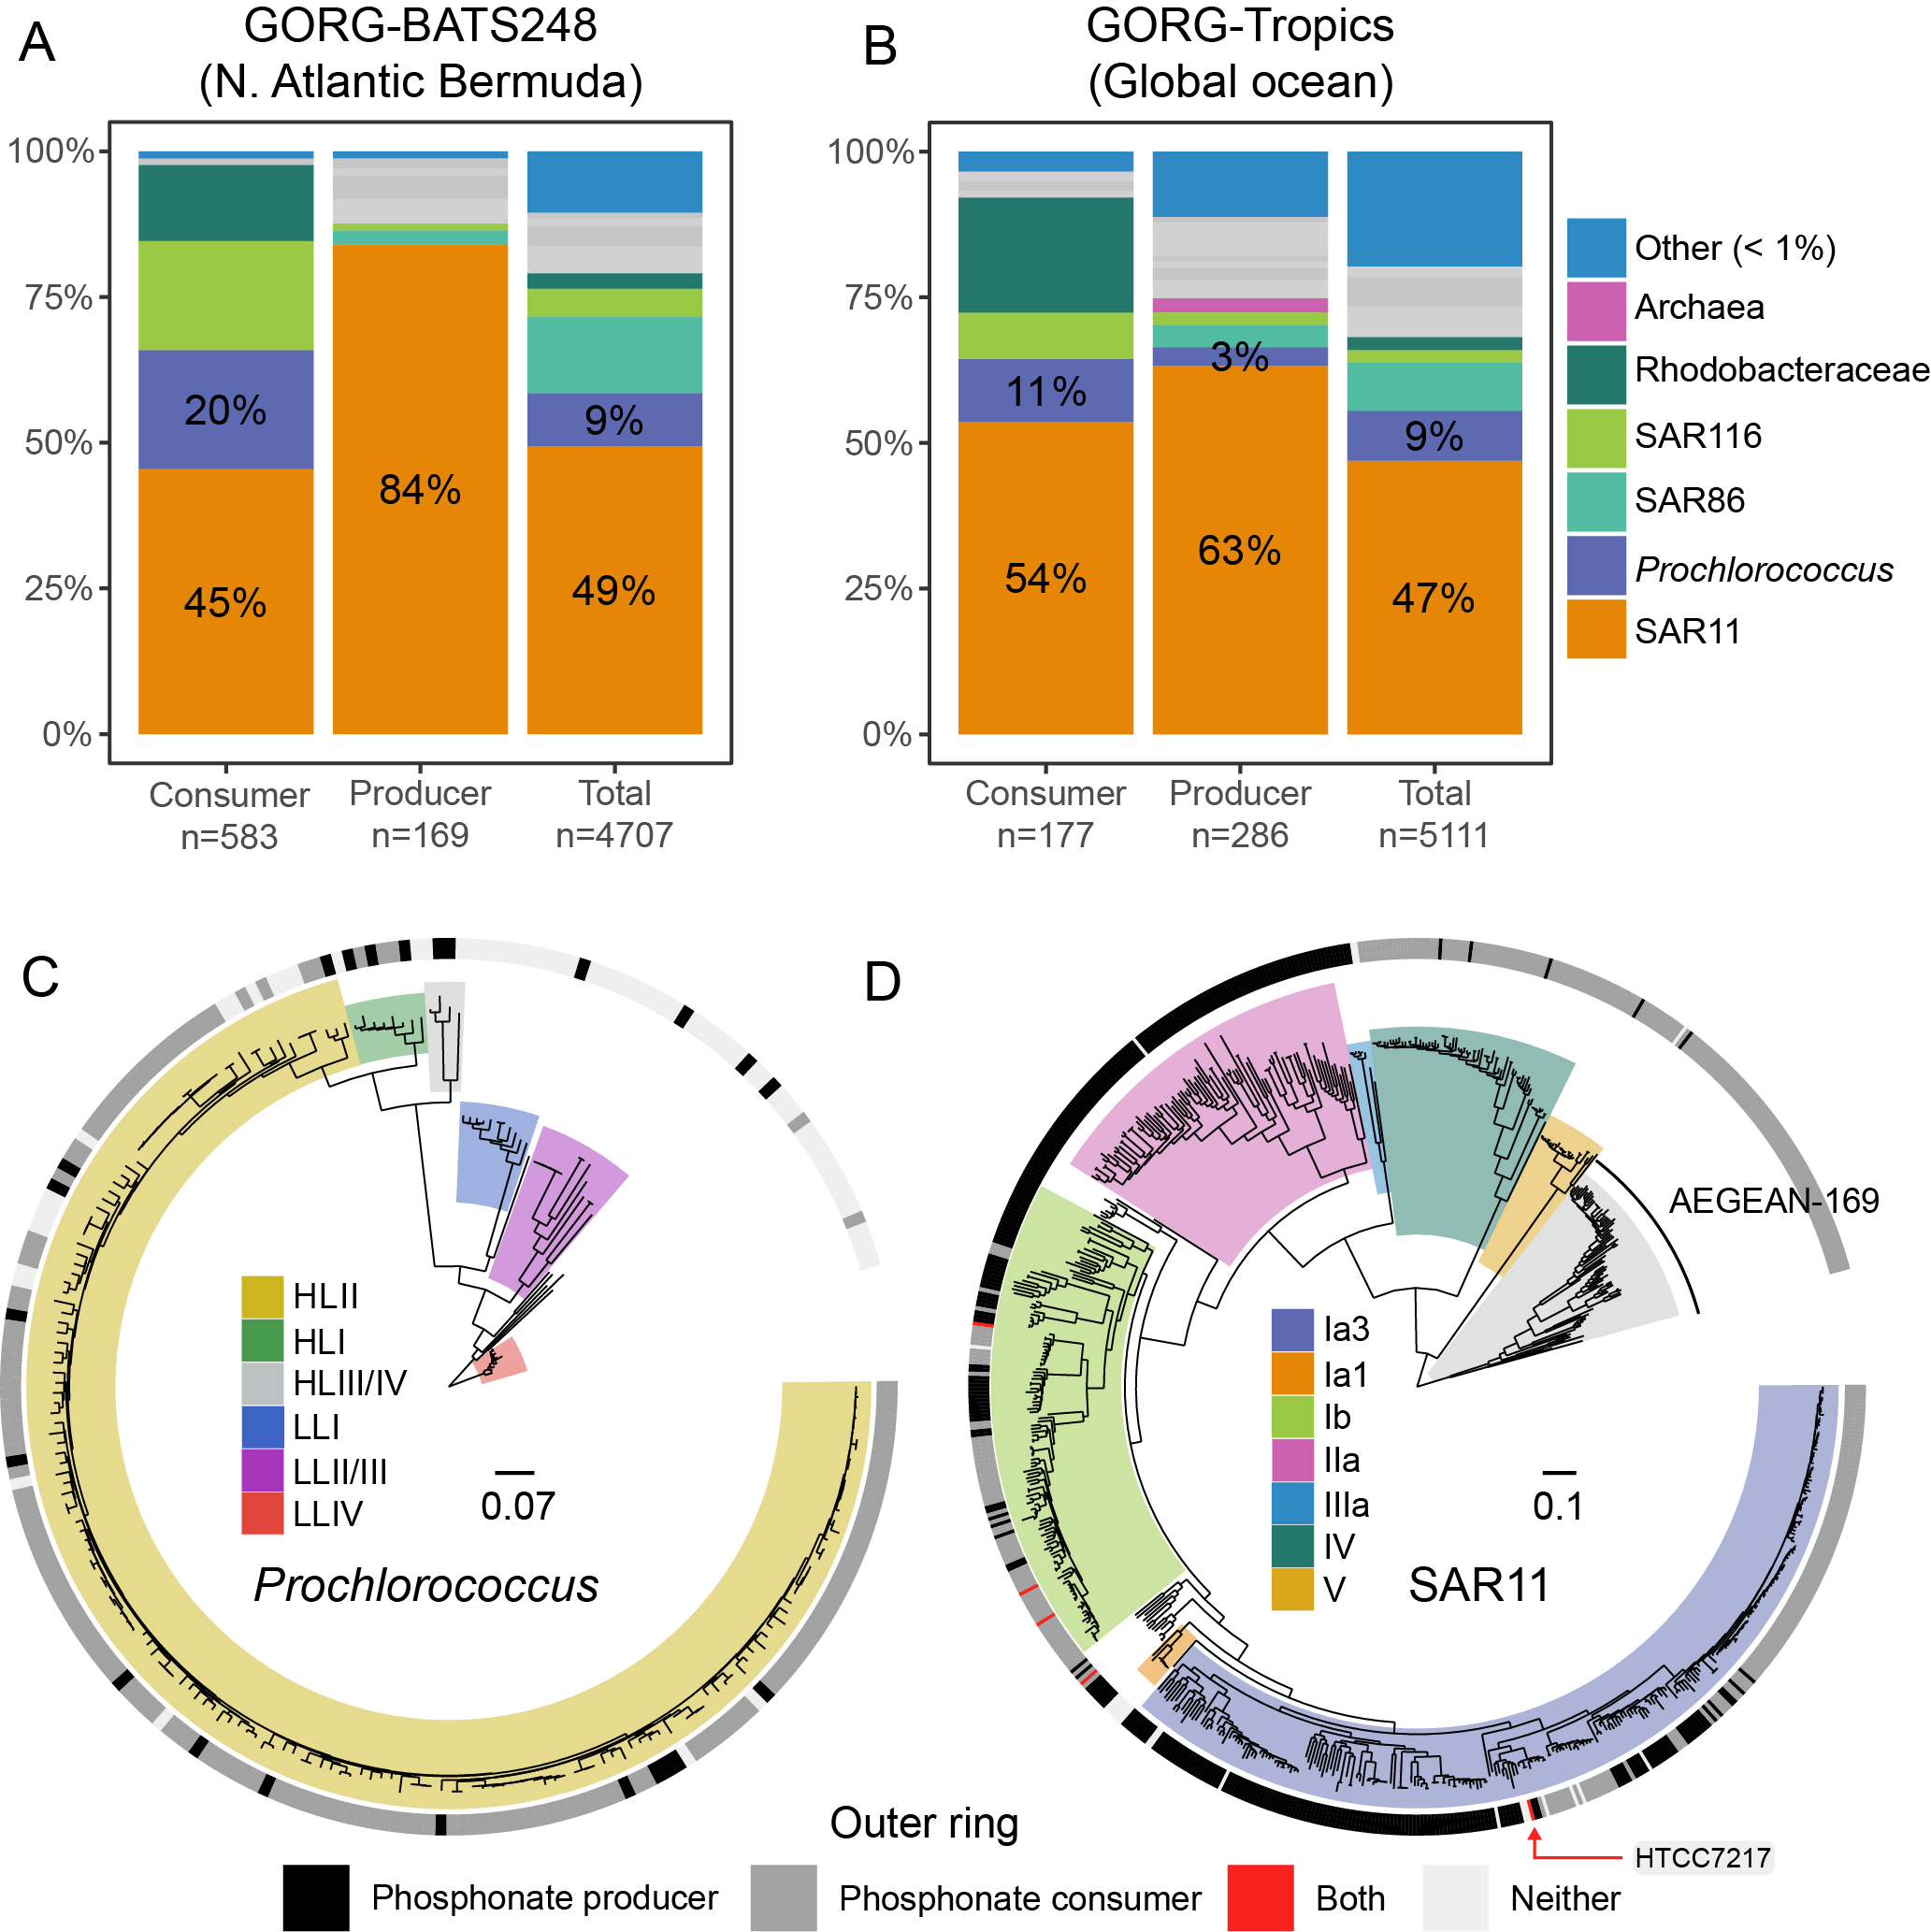 A
GORG-BATS248
(N. Atlantic Bermuda)
100%
75%
50%
25%
0%
20%
45%
84%
9%
49%
Consumer
n=583
Producer
n=169
Total
n=4707
B
GORG-Tropics
(Global ocean)
100%
75%
50%
25%
0%
11%
54%
3%
63%
9%
47%
Consumer
n=177
Producer
n=286
Total
n=5111
Other (< 1%)
Archaea
Rhodobacteraceae
SAR116
SAR86
Prochlorococcus
SAR11
C
HLII
HLI
HLIII/IV
LLI
LLII/III
LLIV
0.07
Prochlorococcus
D
AEGEAN-169
Ia3
Ia1
Ib
IIa
IIIa
IV
V
0.1
SAR11
HTCC7217
Outer ring
Phosphonate producer
Phosphonate consumer
Both
Neither